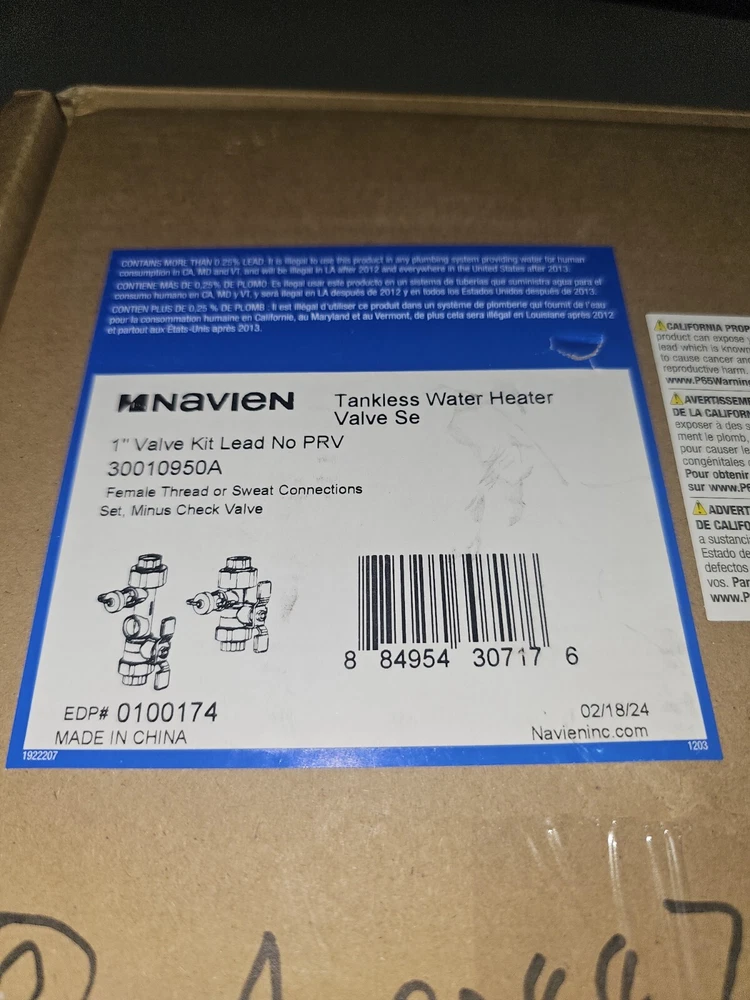 CONTAINS MORE THAN 0.25% LEAD. It is illegal to use this product in any plumbing system providing water for human
consumption in CA, MD and VT, and will be illegal in LA after 2012 and everywhere in the United States after 2013.
CONTIENE MÁS DE 0,25% DE PLOMO. Es ilegal usar este producto en un sistema de tuberías que suministra agua para el
consumo humano en CA, MD y VT, y será ilegal en LA después de 2012 y en todos los Estados Unidos después de 2013.
CONTIEN PLUS DE 0,25 % DE PLOMB : Il est illégal d'utiliser ce produit dans un système de plomberie qui fournit de l'eau
pour la consommation humaine en Californie, au Maryland et au Vermont, de plus cela sera illégal en Louisiane après 2012
et partout aux États-Unis après 2013.
NAVIEN
Tankless Water Heater
Valve Se
1" Valve Kit Lead No PRV
30010950A
Female Thread or Sweat Connections
Set, Minus Check Valve
8 84954 30717 6
EDP# 0100174
MADE IN CHINA
02/18/24
Navieninc.com
1922207
1203
CALIFORNIA PROP
product can expose
lead which is know
to cause cancer an
reproductive harm.
www.P65Warnin
AVERTISSEME
DE LA CALIFOR
exposer à des s
ment le plomb,
pour causer le
congénitales
Pour obtenir
sur www.P6
ADVERT
DE CALIFO
a sustanci
Estado de
defectos
vos. Par
www.P